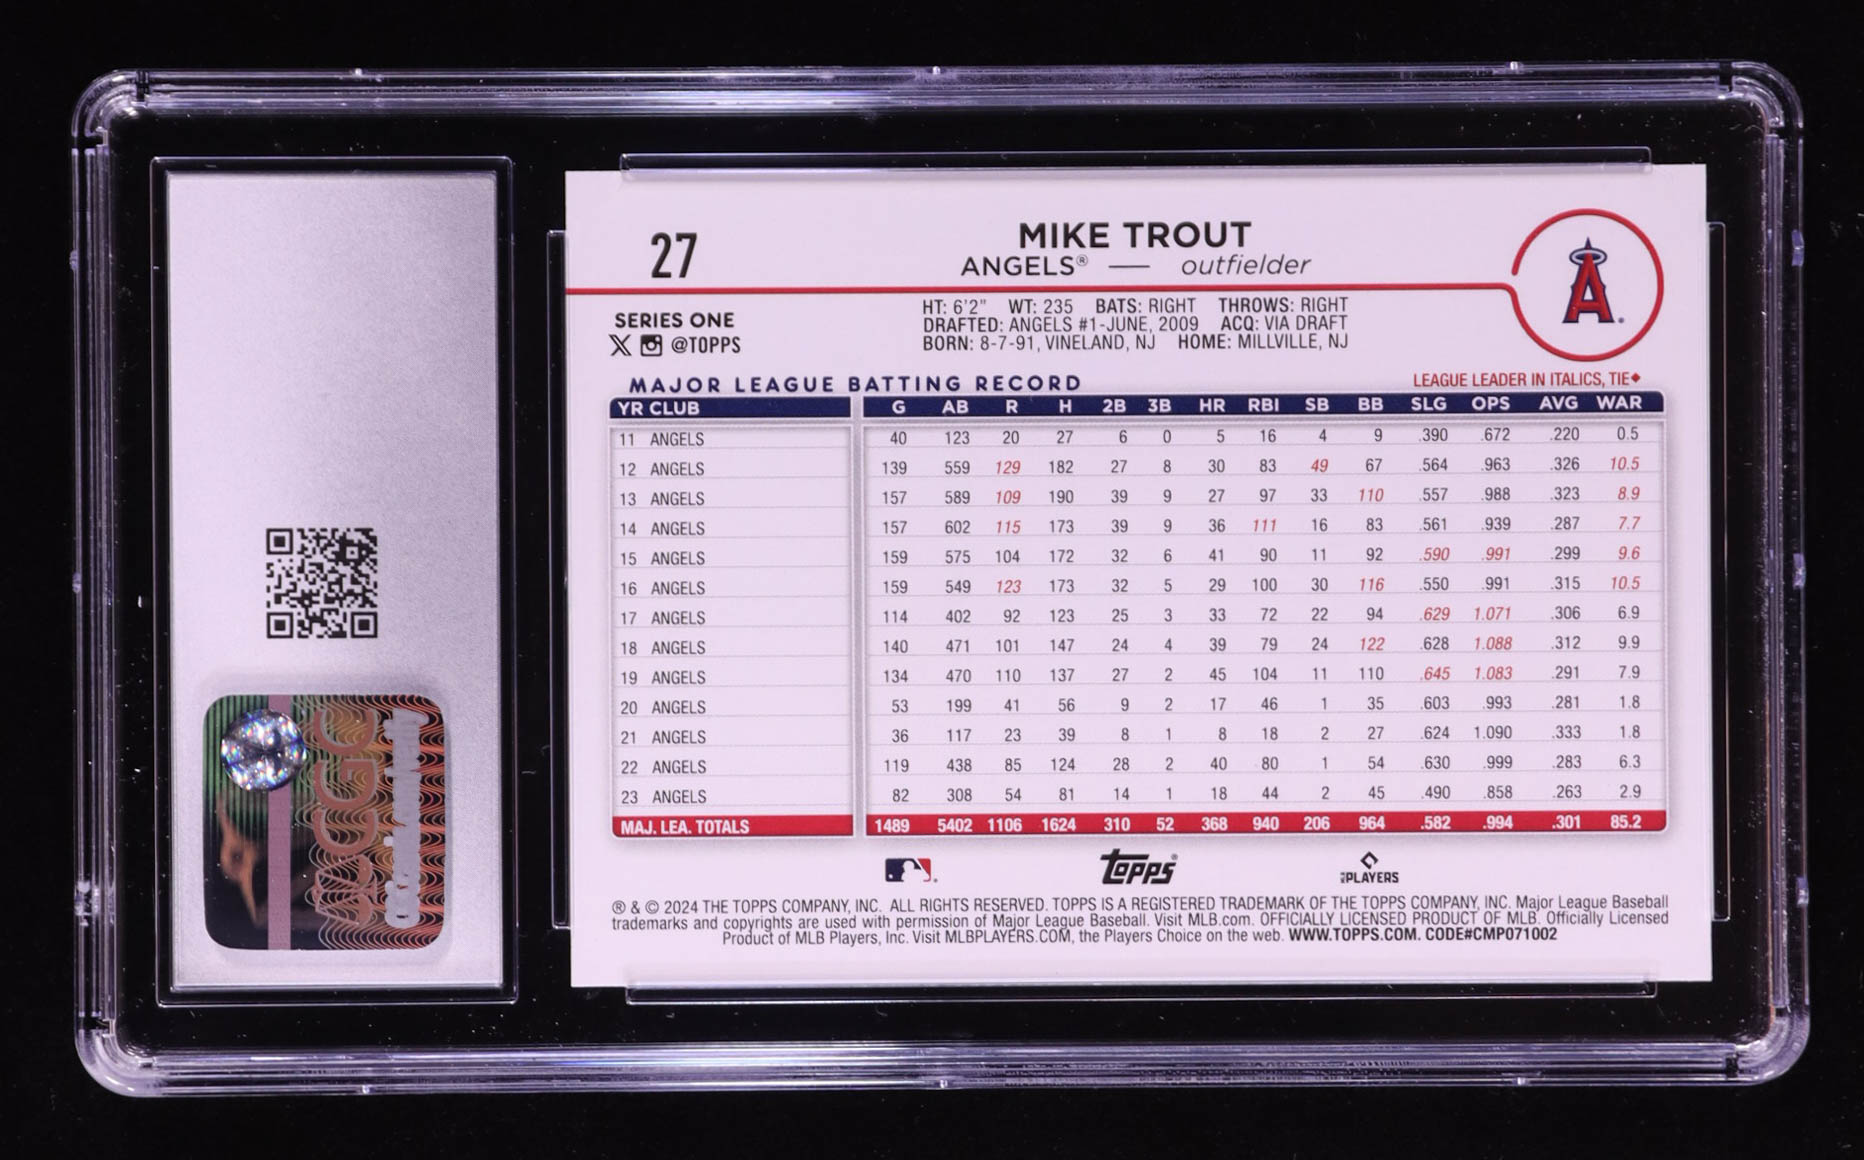 27
MIKE TROUT
ANGELS® — outfielder
A
SERIES ONE
X @TOPPS
HT: 6'2" WT: 235 BATS: RIGHT THROWS: RIGHT
DRAFTED: ANGELS #1-JUNE, 2009 ACQ: VIA DRAFT
BORN: 8-7-91, VINELAND, NJ HOME: MILLVILLE, NJ
MAJOR LEAGUE BATTING RECORD
LEAGUE LEADER IN ITALICS, TIE◆
YR CLUB G AB R H 2B 3B HR RBI SB BB SLG OPS AVG WAR
11 ANGELS 40 123 20 27 6 0 5 16 4 9 .390 .672 .220 0.5
12 ANGELS 139 559 129 182 27 8 30 83 49 67 .564 .963 .326 10.5
13 ANGELS 157 589 109 190 39 9 27 97 33 110 .557 .988 .323 8.9
14 ANGELS 157 602 115 173 39 9 36 111 16 83 .561 .939 .287 7.7
15 ANGELS 159 575 104 172 32 6 41 90 11 92 .590 .991 .299 9.6
16 ANGELS 159 549 123 173 32 5 29 100 30 116 .550 .991 .315 10.5
17 ANGELS 114 402 92 123 25 3 33 72 22 94 .629 1.071 .306 6.9
18 ANGELS 140 471 101 147 24 4 39 79 24 122 .628 1.088 .312 9.9
19 ANGELS 134 470 110 137 27 2 45 104 11 110 .645 1.083 .291 7.9
20 ANGELS 53 199 41 56 9 2 17 46 1 35 .603 .993 .281 1.8
21 ANGELS 36 117 23 39 8 1 8 18 2 27 .624 1.090 .333 1.8
22 ANGELS 119 438 85 124 28 2 40 80 1 54 .630 .999 .283 6.3
23 ANGELS 82 308 54 81 14 1 18 44 2 45 .490 .858 .263 2.9
MAJ. LEA. TOTALS 1489 5402 1106 1624 310 52 368 940 206 964 .582 .994 .301 85.2
Topps®
PLAYERS
® & © 2024 THE TOPPS COMPANY, INC. ALL RIGHTS RESERVED. TOPPS IS A REGISTERED TRADEMARK OF THE TOPPS COMPANY, INC. Major League Baseball
trademarks and copyrights are used with permission of Major League Baseball. Visit MLB.com. OFFICIALLY LICENSED PRODUCT OF MLB. Officially Licensed
Product of MLB Players, Inc. Visit MLBPLAYERS.COM, the Players Choice on the web. WWW.TOPPS.COM. CODE#CMP071002
CGC